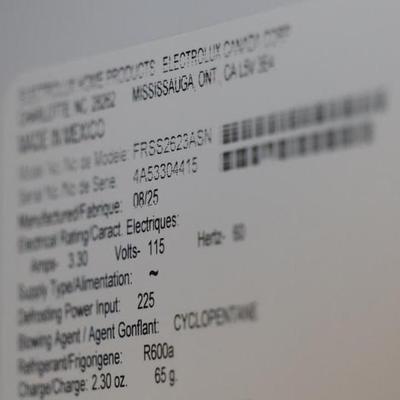 ELECTROLUX HOME PRODUCTS ELECTROLUX CANADA CORP.
CHARLOTTE, NC 28262 MISSISSAUGA, ONT, CA L5V 3E4
MADE IN MEXICO
Model No./No de Modele: FRSS2623ASN
Serial No./No de Serie: 4A53304415
Manufactured/Fabrique: 08/25
Electrical Rating/Caract. Electriques:
Amps- 3.30 Volts- 115 Hertz- 60
Supply Type/Alimentation: ~
Defrosting Power Input: 225
Blowing Agent / Agent Gonflant: CYCLOPENTANE
Refrigerant/Frigorigene: R600a
Charge/Charge: 2.30 oz. 65 g.